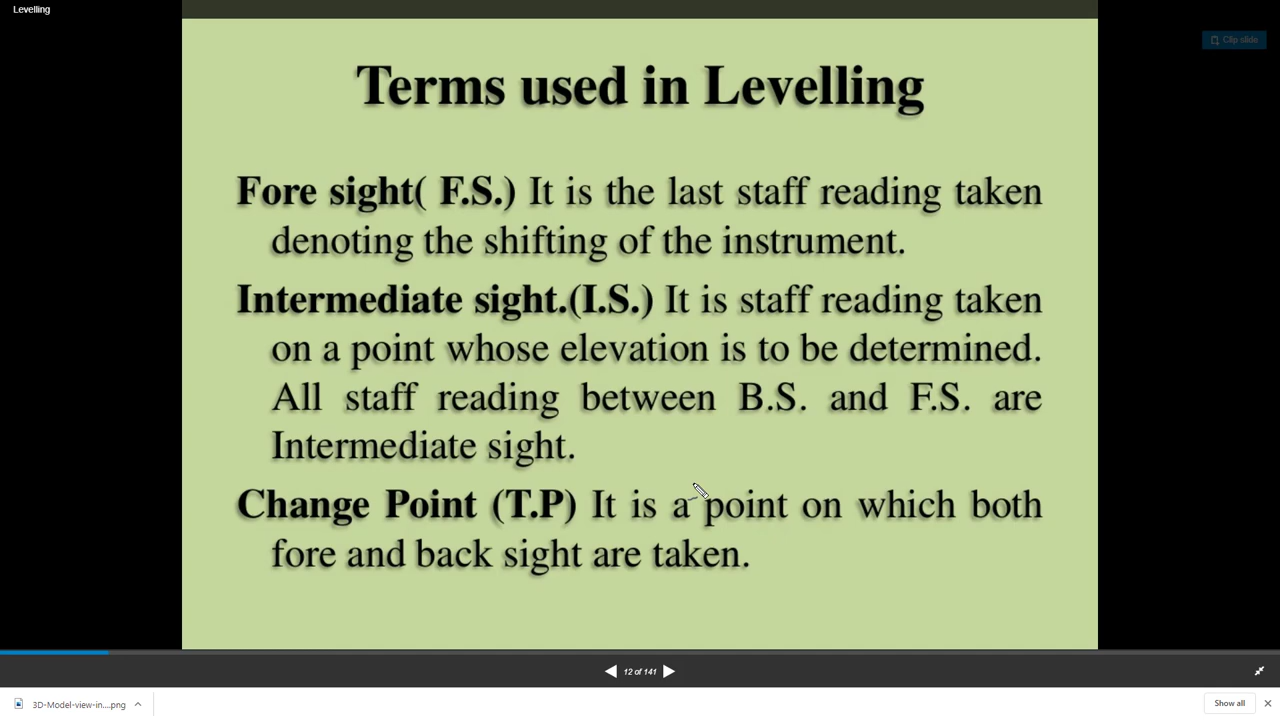 Levelling
Clip slide
Terms used in Levelling
Fore sight( F.S.) It is the last staff reading taken
denoting the shifting of the instrument.
Intermediate sight.(I.S.) It is staff reading taken
on a point whose elevation is to be determined.
All staff reading between B.S. and F.S. are
Intermediate sight.
Change Point (T.P) It is a point on which both
fore and back sight are taken.
12 of 141
3D-Model-view-in....png
Show all